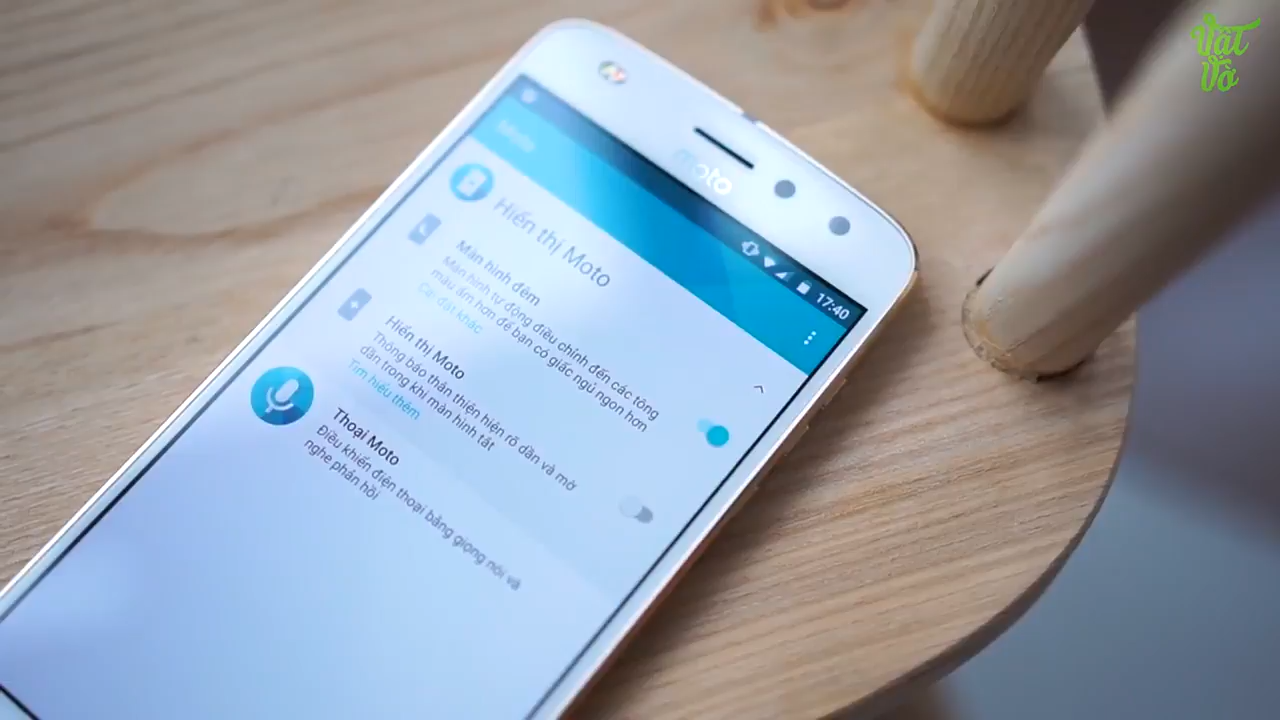 Vật
Vờ
moto
17:40
Moto
Hiển thị Moto
Màn hình đêm
Màn hình tự động điều chỉnh đến các tông
màu ấm hơn để bạn có giấc ngủ ngon hơn
Cài đặt khác
Hiển thị Moto
Thông báo thân thiện hiện rõ dần và mờ
dần trong khi màn hình tắt
Tìm hiểu thêm
Thoại Moto
Điều khiển điện thoại bằng giọng nói và
nghe phản hồi